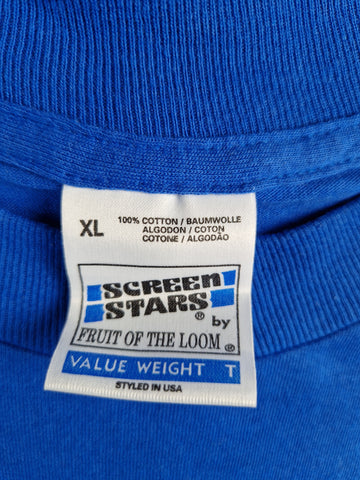 XL
100% COTTON / BAUMWOLLE
ALGODON / COTON
COTONE / ALGODÃO
SCREEN
STARS ®
by
FRUIT OF THE LOOM ®
VALUE WEIGHT T
STYLED IN USA